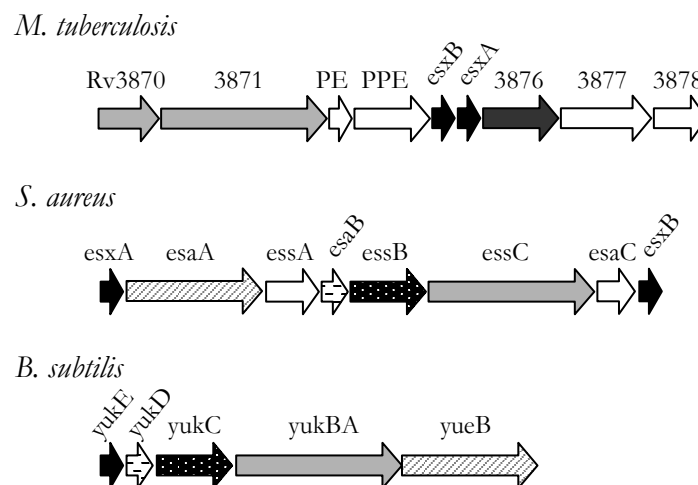 M. tuberculosis
Rv3870 3871 PE PPE esxB esxA 3876 3877 3878
S. aureus
esxA esaA essA esaB essB essC esaC esxB
B. subtilis
yukE yukD yukC yukBA yueB